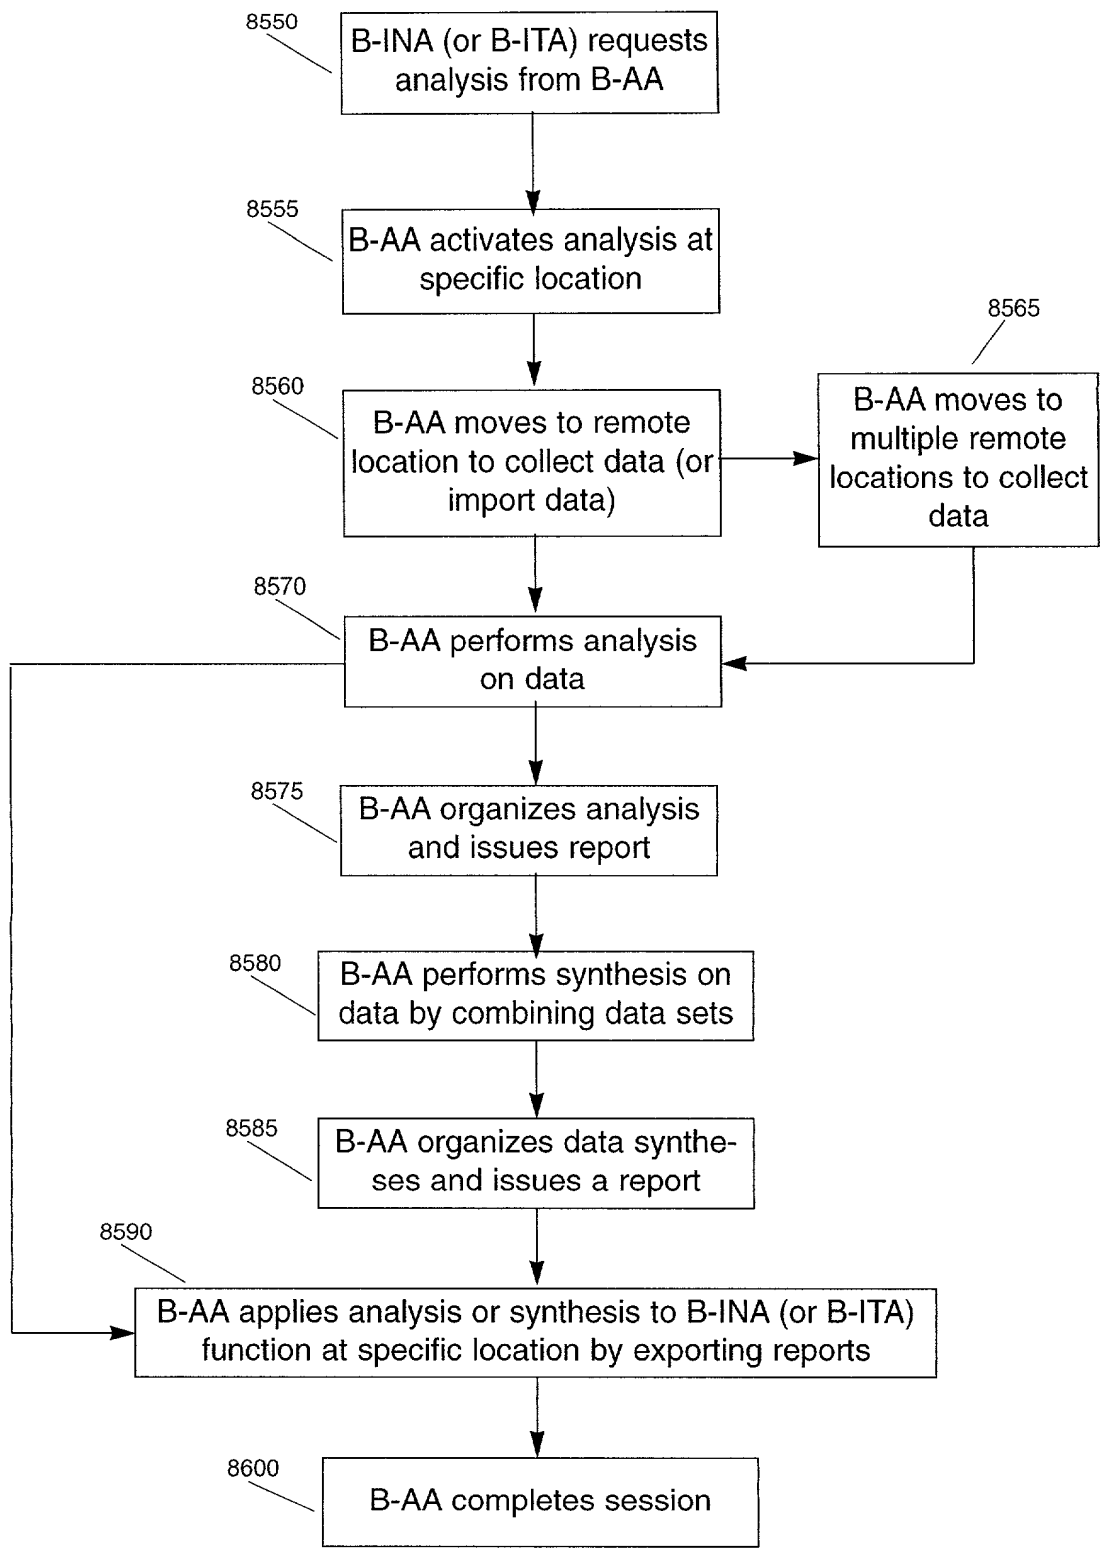 8550
B-INA (or B-ITA) requests
analysis from B-AA
8555
B-AA activates analysis at
specific location
8560
B-AA moves to remote
location to collect data (or
import data)
8565
B-AA moves to
multiple remote
locations to collect
data
8570
B-AA performs analysis
on data
8575
B-AA organizes analysis
and issues report
8580
B-AA performs synthesis on
data by combining data sets
8585
B-AA organizes data synthe-
ses and issues a report
8590
B-AA applies analysis or synthesis to B-INA (or B-ITA)
function at specific location by exporting reports
8600
B-AA completes session